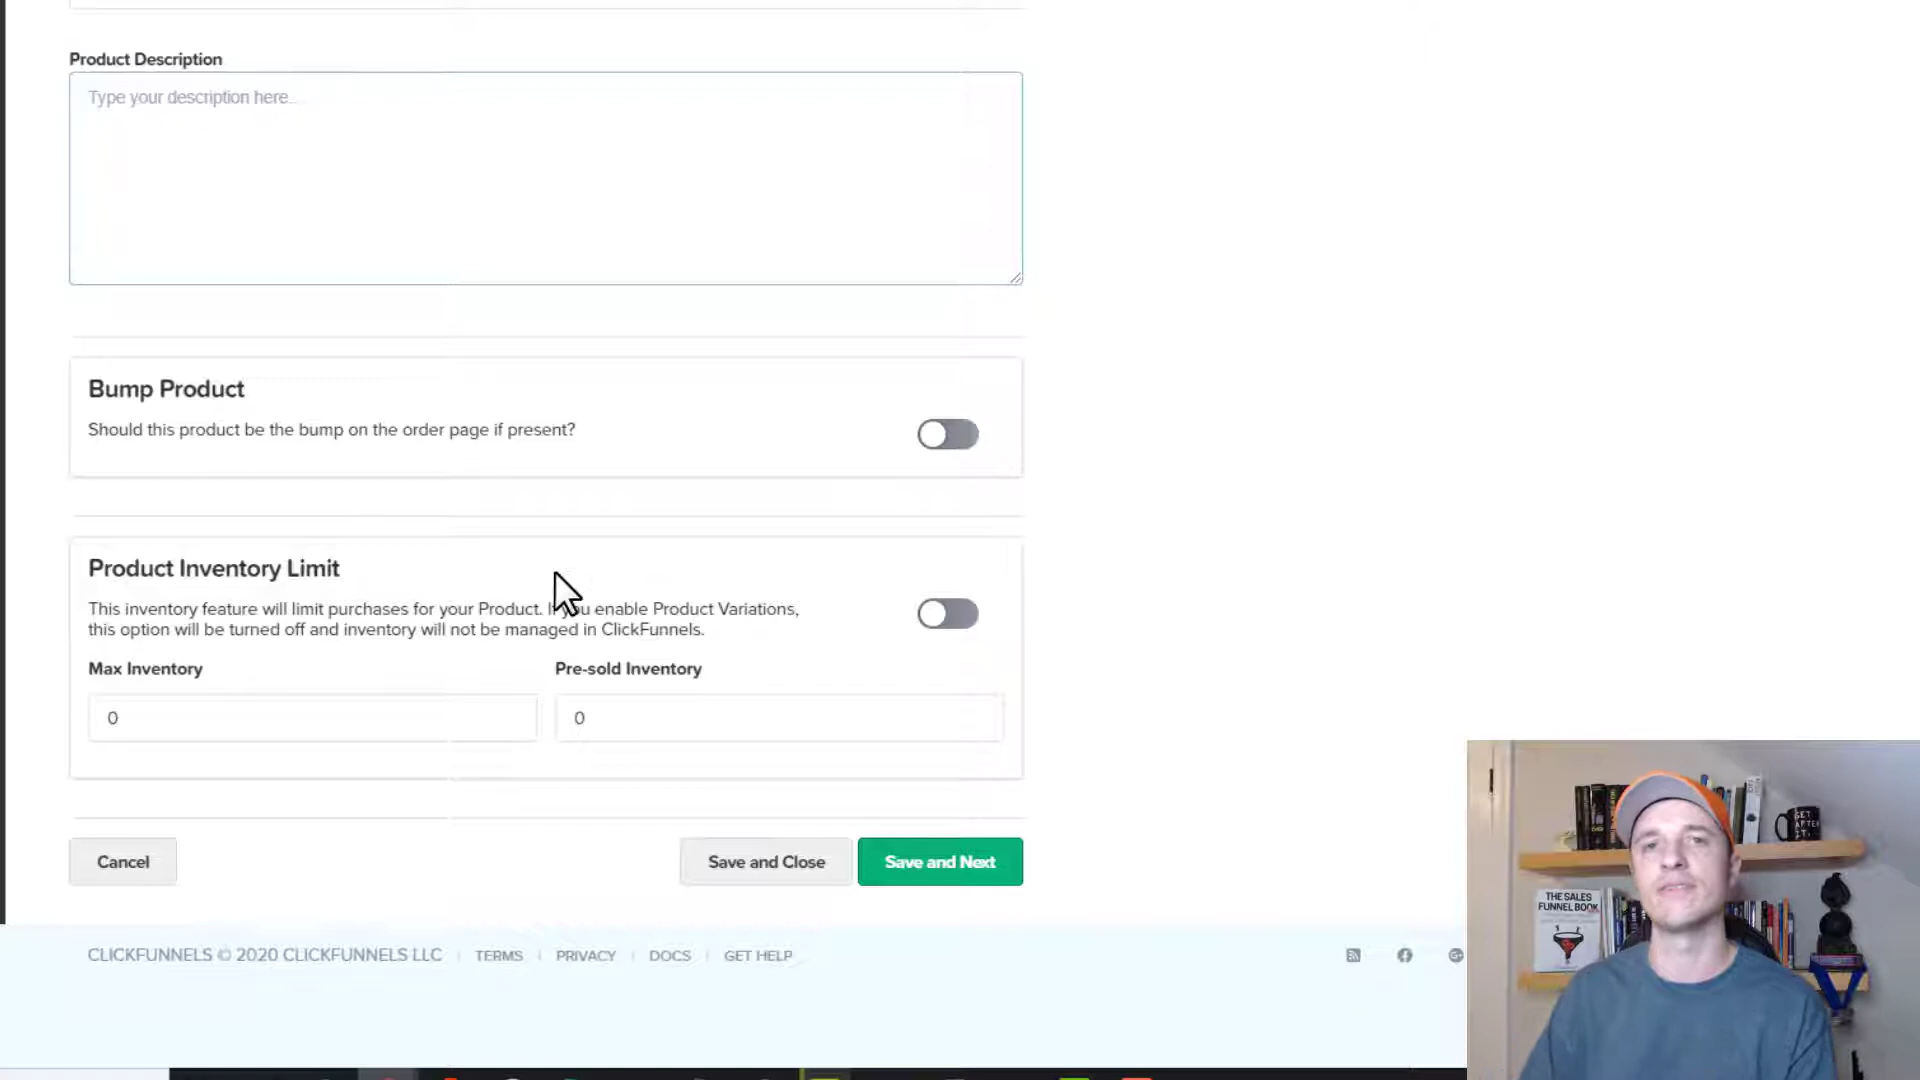 Product Description
Type your description here...
Bump Product
Should this product be the bump on the order page if present?
Product Inventory Limit
This inventory feature will limit purchases for your Product. If you enable Product Variations,
this option will be turned off and inventory will not be managed in ClickFunnels.
Max Inventory
Pre-sold Inventory
0
0
Cancel
Save and Close
Save and Next
CLICKFUNNELS © 2020 CLICKFUNNELS LLC
TERMS
PRIVACY
DOCS
GET HELP
GET
AFTER
IT.
THE SALES
FUNNEL BOOK